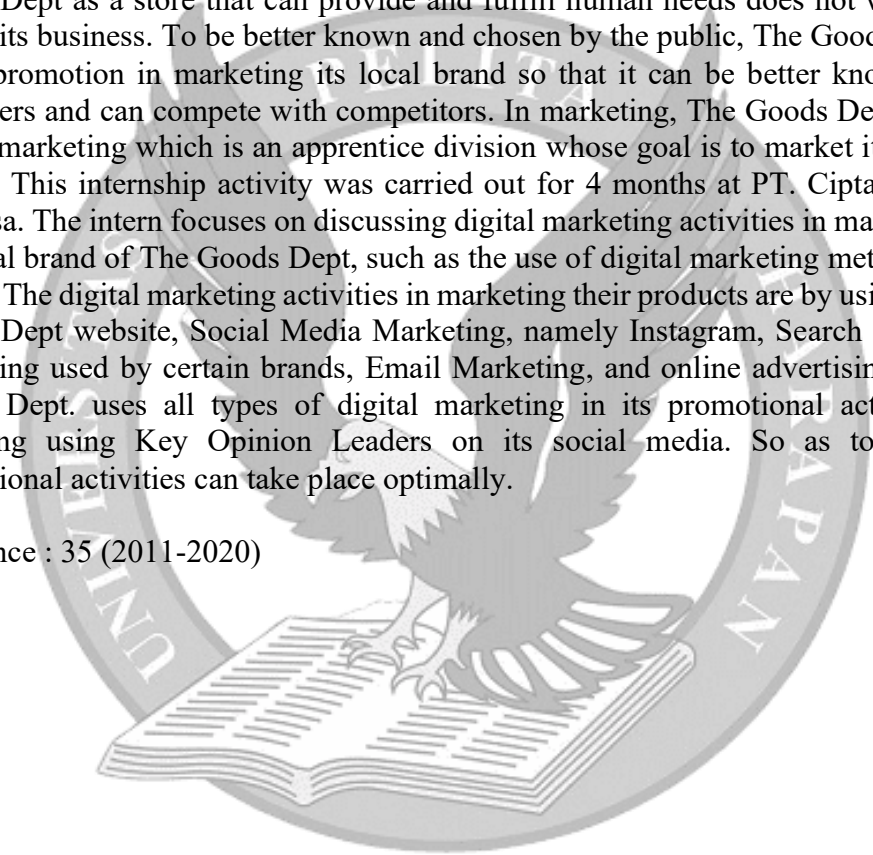 Dept as a store that can provide and fulfill human needs does not
its business. To be better known and chosen by the public, The Good
promotion in marketing its local brand so that it can be better
ers and can compete with competitors. In marketing, The Goods De
marketing which is an apprentice division whose goal is to market
This internship activity was carried out for 4 months at PT. Cipta
sa. The intern focuses on discussing digital marketing activities in
al brand of The Goods Dept, such as the use of digital marketing
The digital marketing activities in marketing their products are by
Dept website, Social Media Marketing, namely Instagram, Search
ing used by certain brands, Email Marketing, and online
Dept. uses all types of digital marketing in its promotional
ng using Key Opinion Leaders on its social media. So as to
ional activities can take place optimally.
nce : 35 (2011-2020)
UNIVERSITAS PELITA HARAPAN